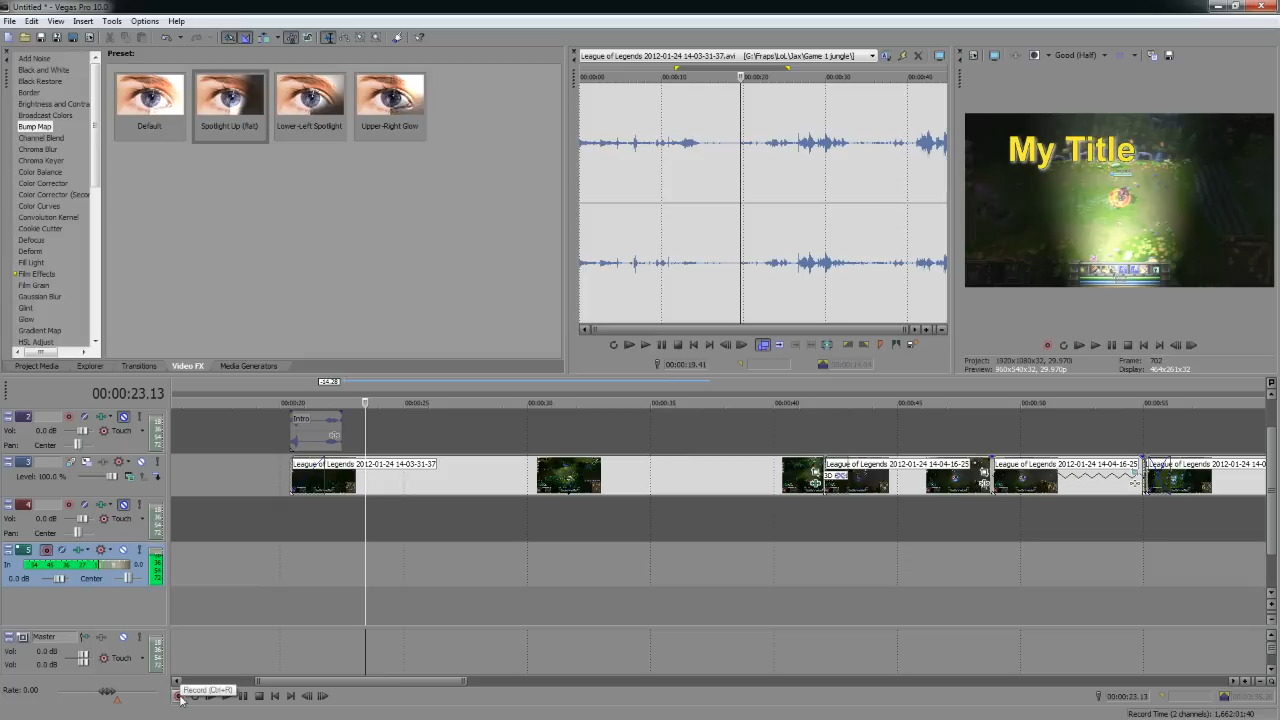 Untitled * - Vegas Pro 10.0
File Edit View Insert Tools Options Help
Add Noise
Black and White
Black Restore
Border
Brightness and Contra
Broadcast Colors
Bump Map
Channel Blend
Chroma Blur
Chroma Keyer
Color Balance
Color Corrector
Color Corrector (Seco
Color Curves
Convolution Kernel
Cookie Cutter
Defocus
Deform
Fill Light
Film Effects
Film Grain
Gaussian Blur
Glint
Glow
Gradient Map
HSL Adjust
Preset:
Default
Spotlight Up (flat)
Lower-Left Spotlight
Upper-Right Glow
Project Media Explorer Transitions Video FX Media Generators
League of Legends 2012-01-24 14-03-31-37.avi [G:\Fraps\LoL\Jax\Game 1 jungle\]
00:00:00 00:00:10 00:00:20 00:00:30 00:00:40
00:00:19.41
Good (Half)
My Title
Project: 1920x1080x32, 29.970i
Preview: 960x540x32, 29.970p
Frame: 702
Display: 464x261x32
-14.28
00:00:23.13
00:00:20 00:00:25 00:00:30 00:00:35 00:00:40 00:00:45 00:00:50 00:00:55
2
Vol: 0.0 dB Touch
Pan: Center
Intro
3
Level: 100.0 %
League of Legends 2012-01-24 14-03-31-37
League of Legends 2012-01-24 14-04-16-25
League of Legends 2012-01-24 14-04-16-25
League of Legends 2012-01-24 14-0
4
Vol: 0.0 dB Touch
Pan: Center
5
In 0.0
0.0 dB Center
Master
Vol: 0.0 dB Touch
Vol: 0.0 dB
Rate: 0.00
Record (Ctrl+R)
00:00:23.13
Record Time (2 channels): 1,662:01:40